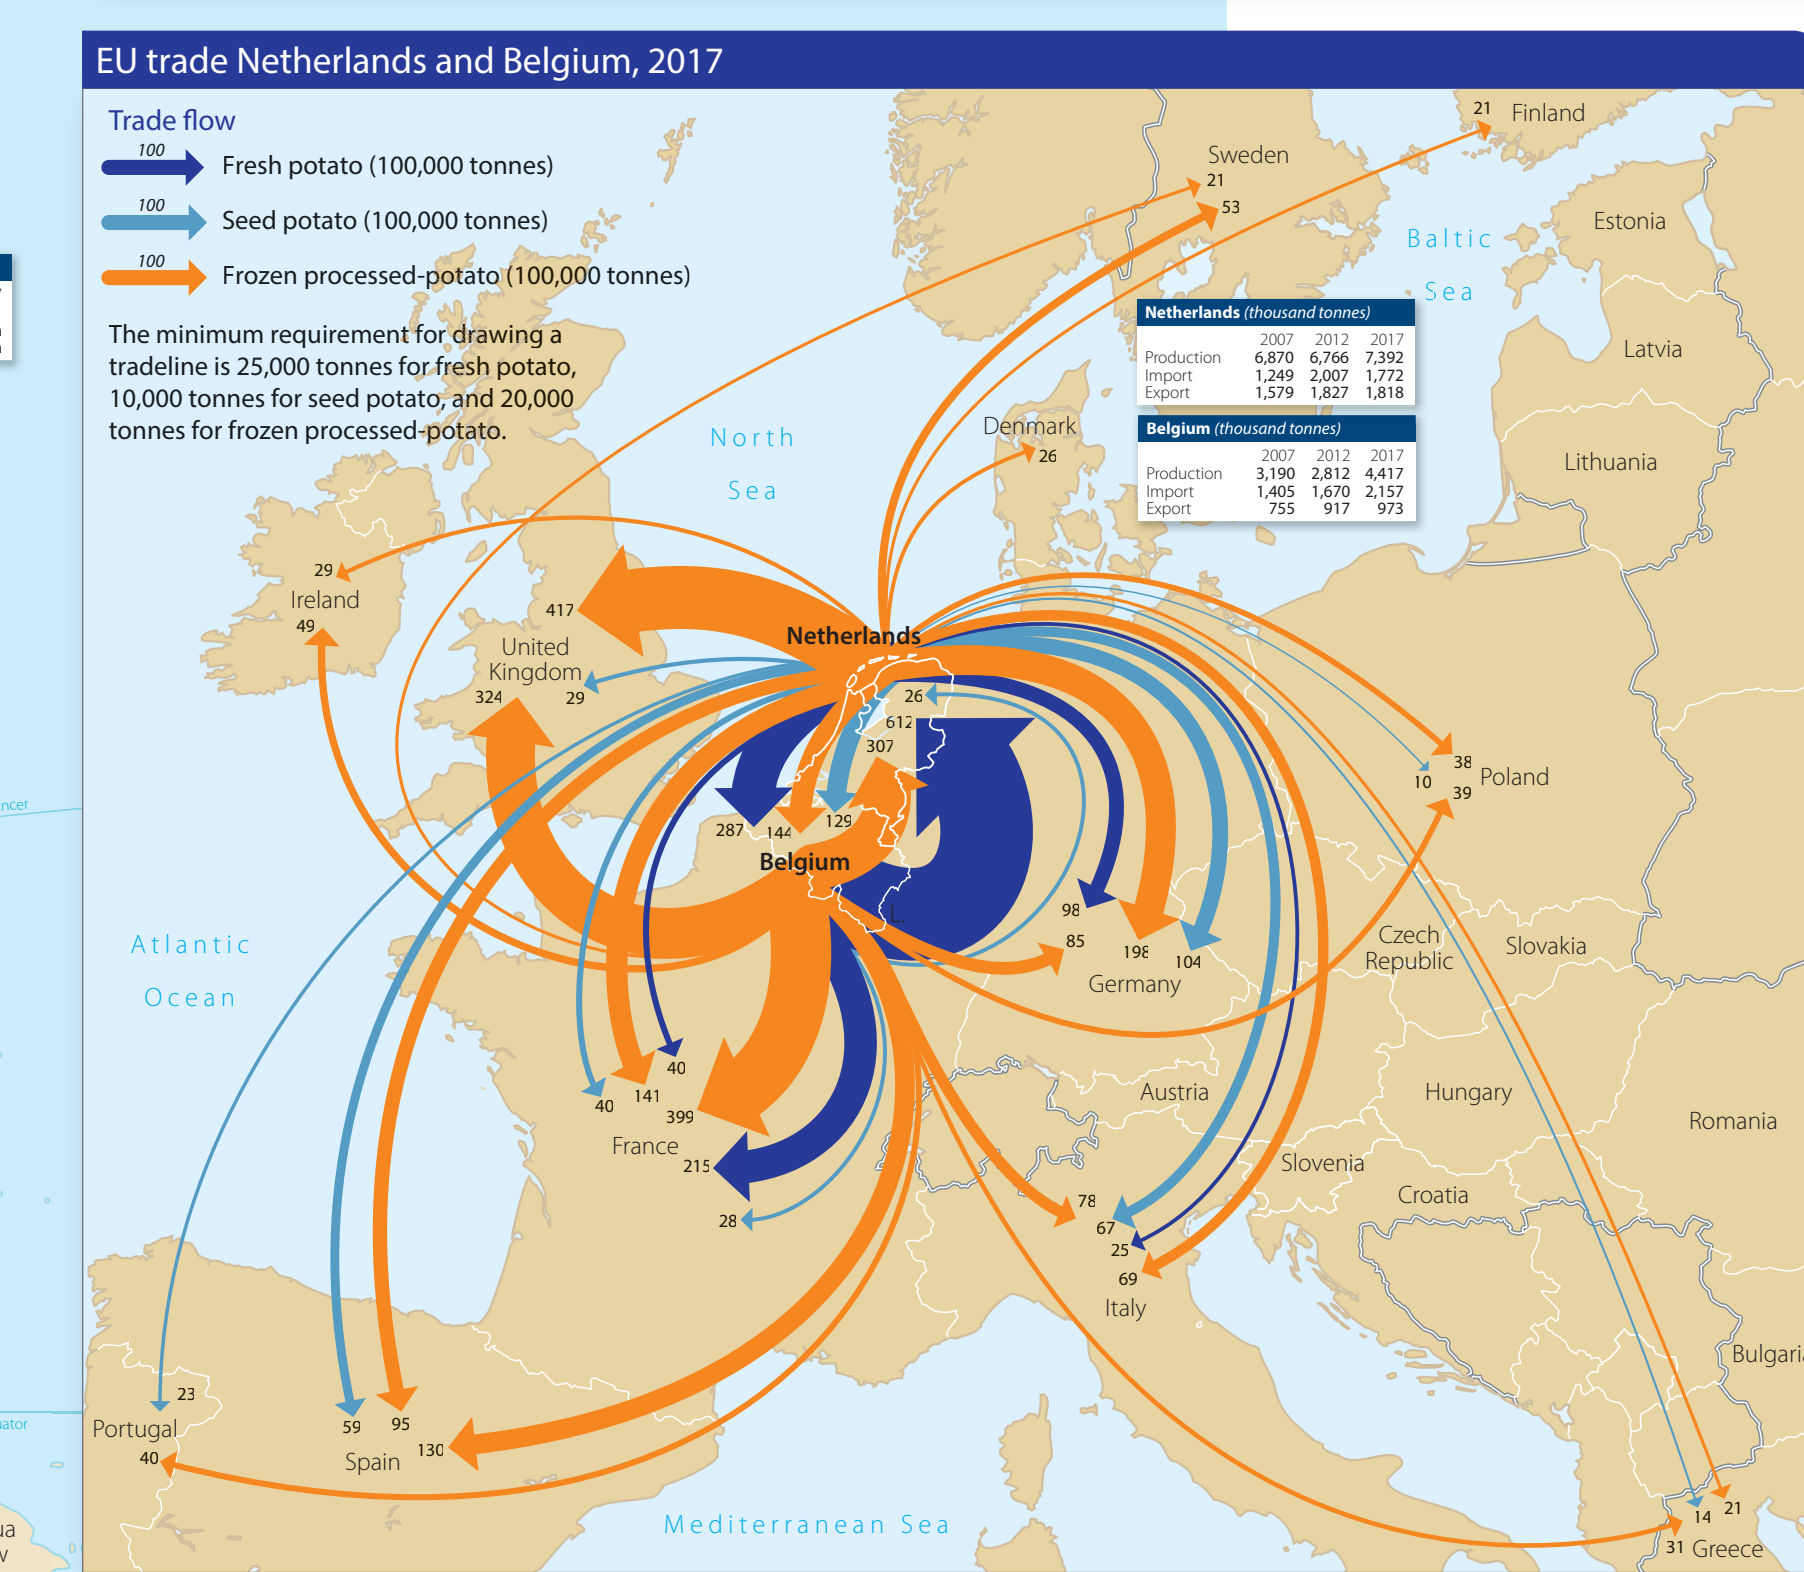 EU trade Netherlands and Belgium, 2017
Trade flow
100
Fresh potato (100,000 tonnes)
100
Seed potato (100,000 tonnes)
100
Frozen processed-potato (100,000 tonnes)
The minimum requirement for drawing a
tradeline is 25,000 tonnes for fresh potato,
10,000 tonnes for seed potato, and 20,000
tonnes for frozen processed-potato.
21
Finland
Sweden
21
53
Estonia
Baltic
Sea
Netherlands (thousand tonnes)
2007 2012 2017
Production 6,870 6,766 7,392
Import 1,249 2,007 1,772
Export 1,579 1,827 1,818
Latvia
Belgium (thousand tonnes)
2007 2012 2017
Production 3,190 2,812 4,417
Import 1,405 1,670 2,157
Export 755 917 973
Lithuania
Denmark
26
North
Sea
29
Ireland
49
417
United
Kingdom
324
29
Netherlands
26
612
307
287
144
129
Belgium
L.
38
10
Poland
39
98
85
198
104
Germany
Czech
Republic
Slovakia
Atlantic
Ocean
40
40
141
399
France
215
28
Austria
Hungary
Romania
Slovenia
Croatia
78
67
25
69
Italy
Bulgari
23
Portugal
40
59
95
130
Spain
Mediterranean Sea
14
21
31
Greece
ncer
uator
ua